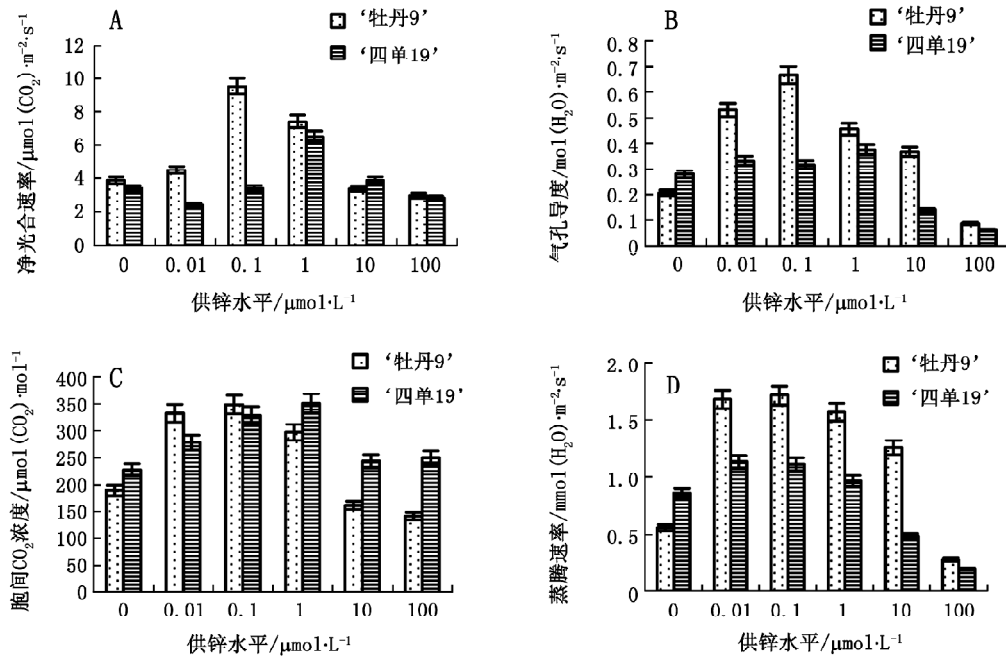 A
'牡丹9'
'四单19'
净光合速率/μmol(CO₂)·m⁻²·s⁻¹
12
10
8
6
4
2
0
0 0.01 0.1 1 10 100
供锌水平/μmol·L⁻¹
B
'牡丹9'
'四单19'
气孔导度/mol(H₂O)·m⁻²·s⁻¹
0.8
0.7
0.6
0.5
0.4
0.3
0.2
0.1
0
0 0.01 0.1 1 10 100
供锌水平/μmol·L⁻¹
C
'牡丹9'
'四单19'
胞间CO₂浓度/μmol(CO₂)·mol⁻¹
400
350
300
250
200
150
100
50
0
0 0.01 0.1 1 10 100
供锌水平/μmol·L⁻¹
D
'牡丹9'
'四单19'
蒸腾速率/mmol(H₂O)·m⁻²·s⁻¹
2.0
1.5
1.0
0.5
0
0 0.01 0.1 1 10 100
供锌水平/μmol·L⁻¹